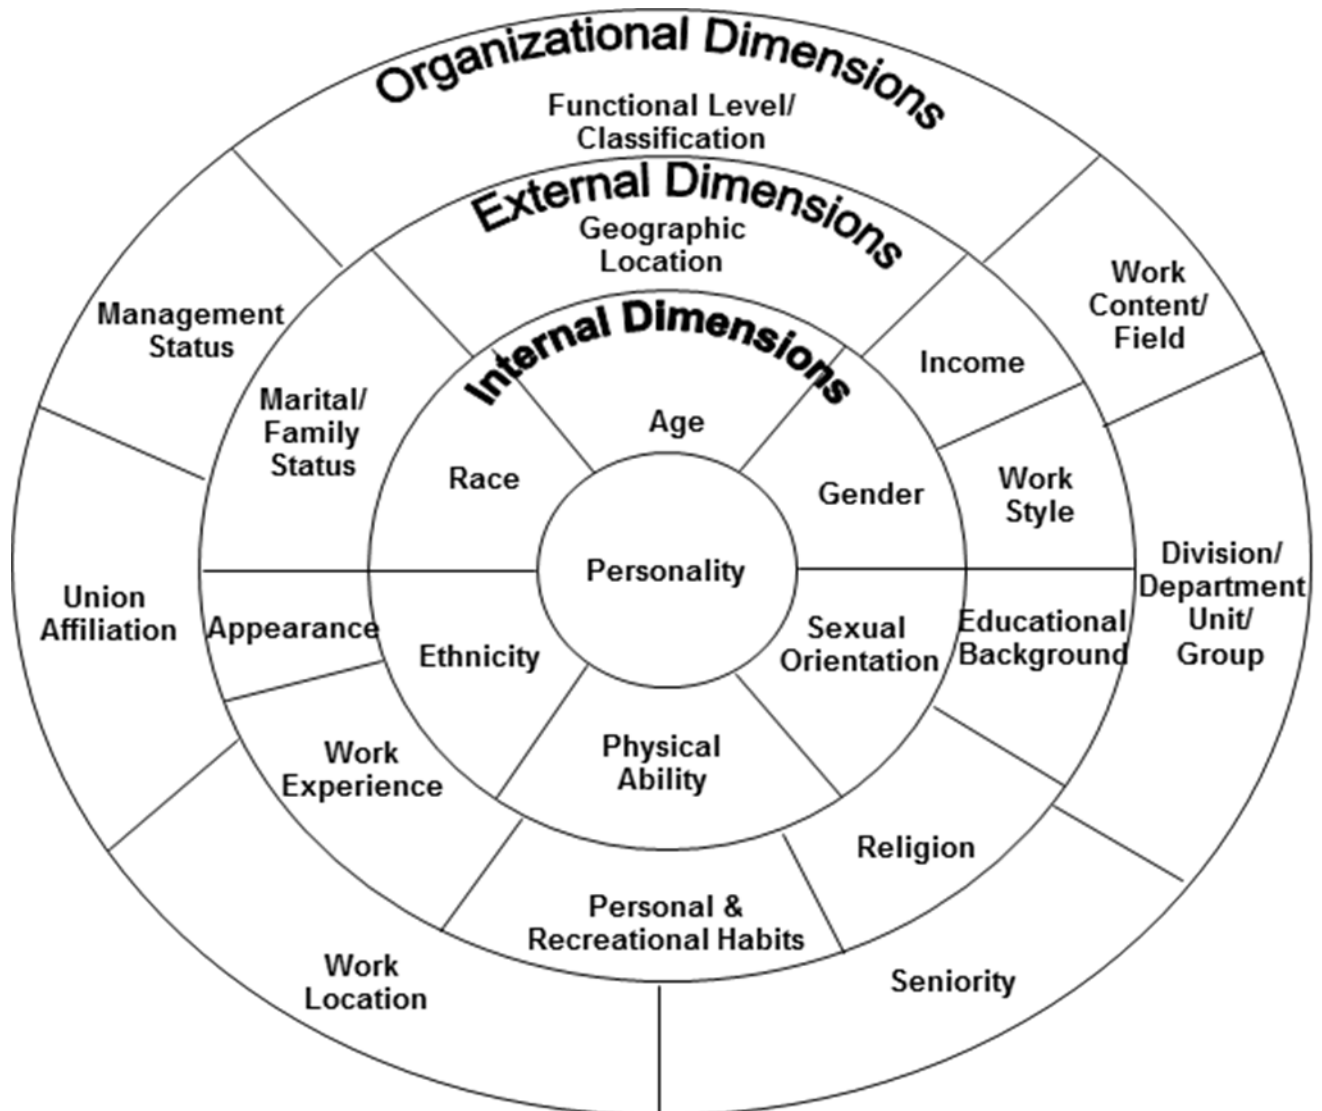 Organizational Dimensions
Functional Level/
Classification
External Dimensions
Geographic
Location
Internal Dimensions
Age
Work
Content/
Field
Management
Status
Income
Marital/
Family
Status
Race
Gender
Work
Style
Personality
Division/
Department
Unit/
Group
Union
Affiliation
Appearance
Ethnicity
Sexual
Orientation
Educational
Background
Work
Experience
Physical
Ability
Religion
Personal &
Recreational Habits
Work
Location
Seniority